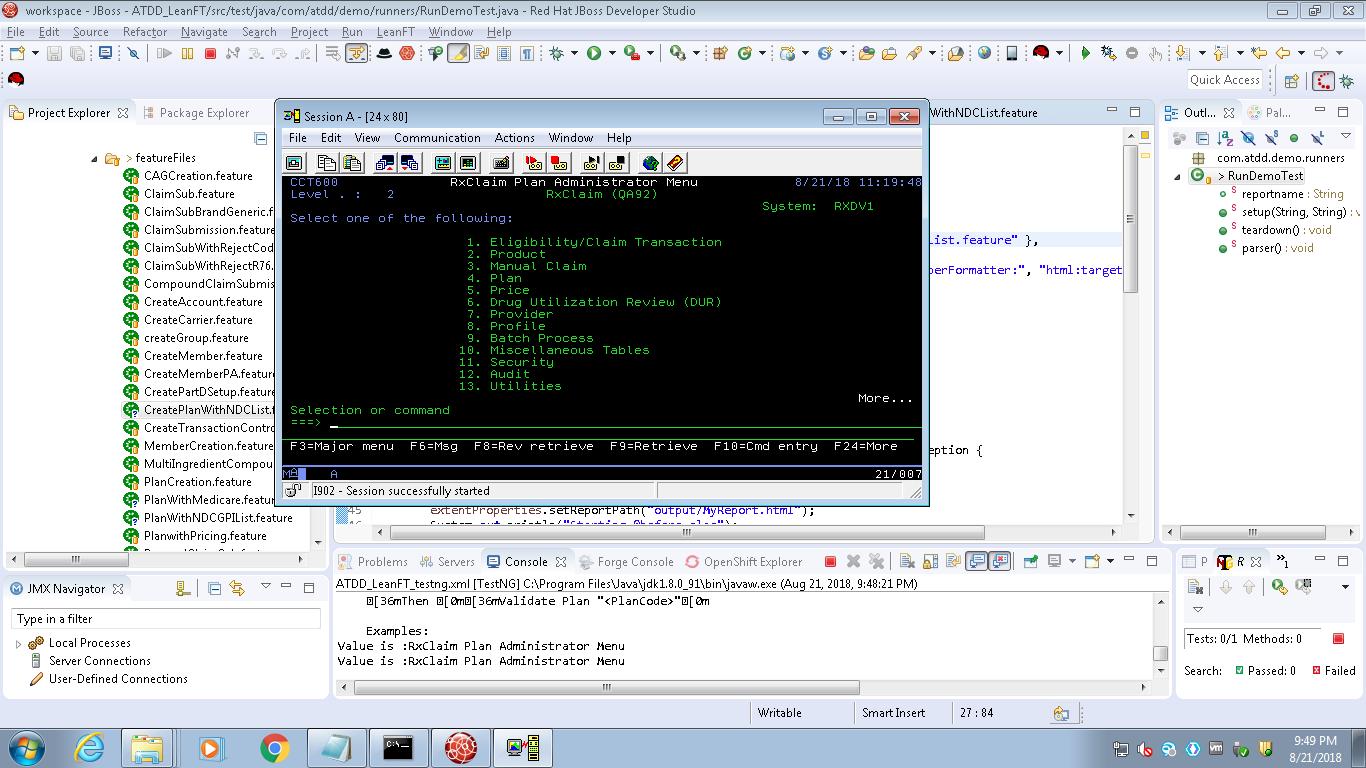 workspace - JBoss - ATDD_LeanFT/src/test/java/com/atdd/demo/runners/RunDemoTest.java - Red Hat JBoss Developer Studio
File Edit Source Refactor Navigate Search Project Run LeanFT Window Help
Quick Access
Project Explorer
Package Explorer
> featureFiles
CAGCreation.feature
ClaimSub.feature
ClaimSubBrandGeneric.f
ClaimSubmission.feature
ClaimSubWithRejectCod
ClaimSubWithRejectR76.
CompoundClaimSubmis
CreateAccount.feature
CreateCarrier.feature
createGroup.feature
CreateMember.feature
CreateMemberPA.feature
CreatePartDSetup.feature
CreatePlanWithNDCList.f
CreateTransactionContro
MemberCreation.feature
MultiIngredientCompou
PlanCreation.feature
PlanWithMedicare.feature
PlanWithNDCGPIList.feature
PlanwithPricing.feature
Session A - [24 x 80]
File Edit View Communication Actions Window Help
CCT600 RxClaim Plan Administrator Menu 8/21/18 11:19:48
Level . : 2 RxClaim (QA92)
System: RXDV1
Select one of the following:
1. Eligibility/Claim Transaction
2. Product
3. Manual Claim
4. Plan
5. Price
6. Drug Utilization Review (DUR)
7. Provider
8. Profile
9. Batch Process
10. Miscellaneous Tables
11. Security
12. Audit
13. Utilities
More...
Selection or command
===>
F3=Major menu F6=Msg F8=Rev retrieve F9=Retrieve F10=Cmd entry F24=More
MA A 21/007
I902 - Session successfully started
WithNDCList.feature
List.feature" },
berFormatter:", "html:target
eption {
45 extentProperties.setReportPath("output/MyReport.html");
Outl...
Pal...
com.atdd.demo.runners
> RunDemoTest
reportname : String
setup(String, String) : v
teardown() : void
parser() : void
Problems Servers Console Forge Console OpenShift Explorer
ATDD_LeanFT_testng.xml [TestNG] C:\Program Files\Java\jdk1.8.0_91\bin\javaw.exe (Aug 21, 2018, 9:48:21 PM)
[36mThen [0m[36mValidate Plan "<PlanCode>"[0m
Examples:
Value is :RxClaim Plan Administrator Menu
Value is :RxClaim Plan Administrator Menu
JMX Navigator
Type in a filter
Local Processes
Server Connections
User-Defined Connections
P
R
»1
Tests: 0/1 Methods: 0
Search: Passed: 0 Failed
Writable Smart Insert 27 : 84
9:49 PM
8/21/2018